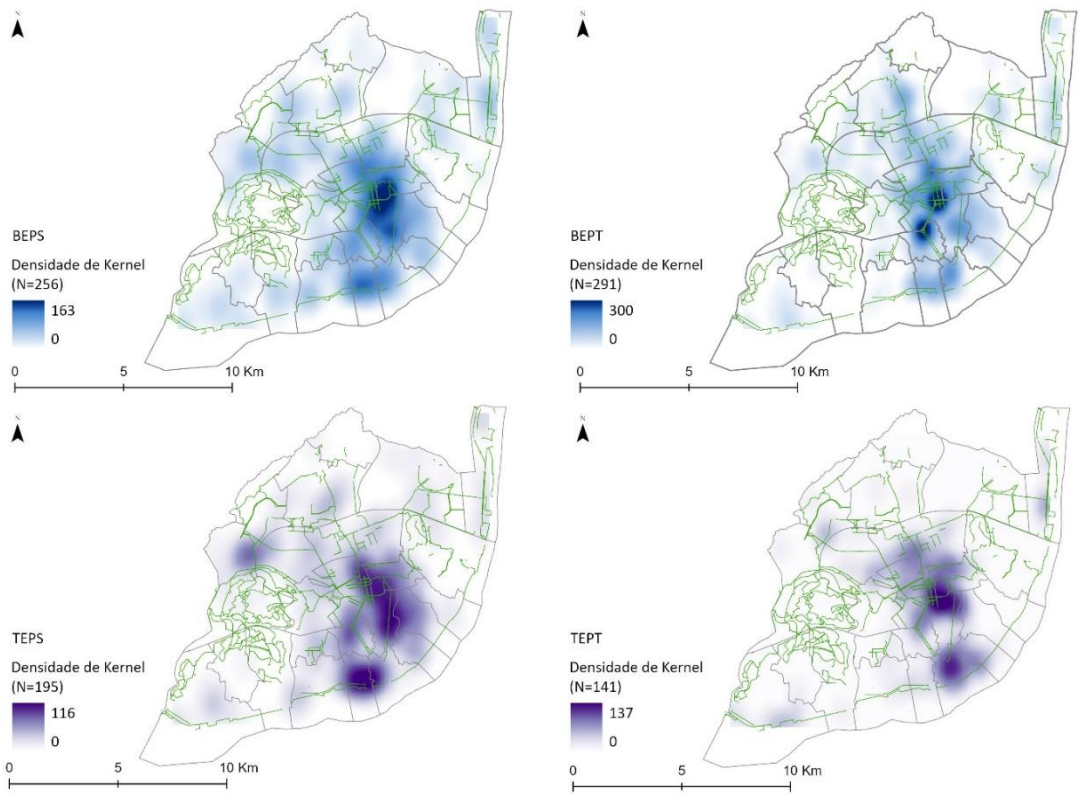 N
BEPS
Densidade de Kernel
(N=256)
163
0
0 5 10 Km
N
BEPT
Densidade de Kernel
(N=291)
300
0
0 5 10 Km
N
TEPS
Densidade de Kernel
(N=195)
116
0
0 5 10 Km
N
TEPT
Densidade de Kernel
(N=141)
137
0
0 5 10 Km